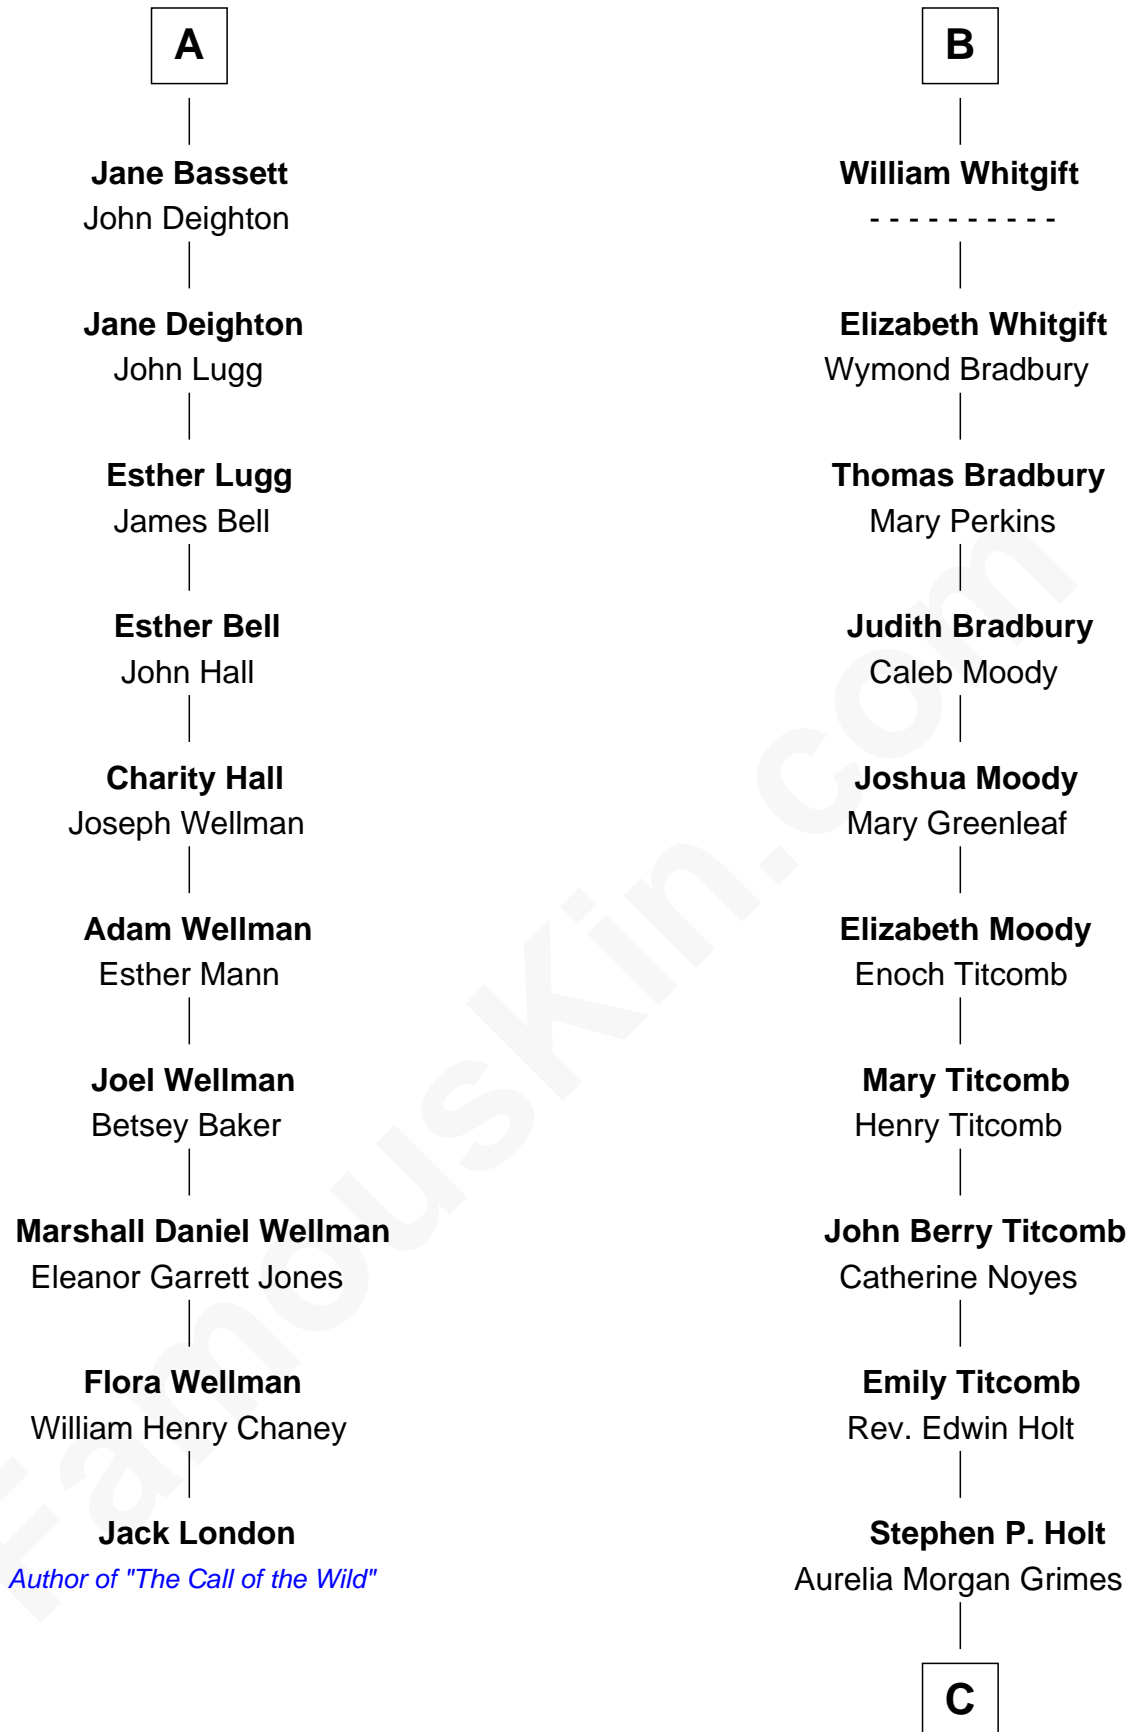 A
Jane Bassett
John Deighton
Jane Deighton
John Lugg
Esther Lugg
James Bell
Esther Bell
John Hall
Charity Hall
Joseph Wellman
Adam Wellman
Esther Mann
Joel Wellman
Betsey Baker
Marshall Daniel Wellman
Eleanor Garrett Jones
Flora Wellman
William Henry Chaney
Jack London
Author of "The Call of the Wild"
B
William Whitgift
- - - - - - - - - -
Elizabeth Whitgift
Wymond Bradbury
Thomas Bradbury
Mary Perkins
Judith Bradbury
Caleb Moody
Joshua Moody
Mary Greenleaf
Elizabeth Moody
Enoch Titcomb
Mary Titcomb
Henry Titcomb
John Berry Titcomb
Catherine Noyes
Emily Titcomb
Rev. Edwin Holt
Stephen P. Holt
Aurelia Morgan Grimes
C
FamousKin.com